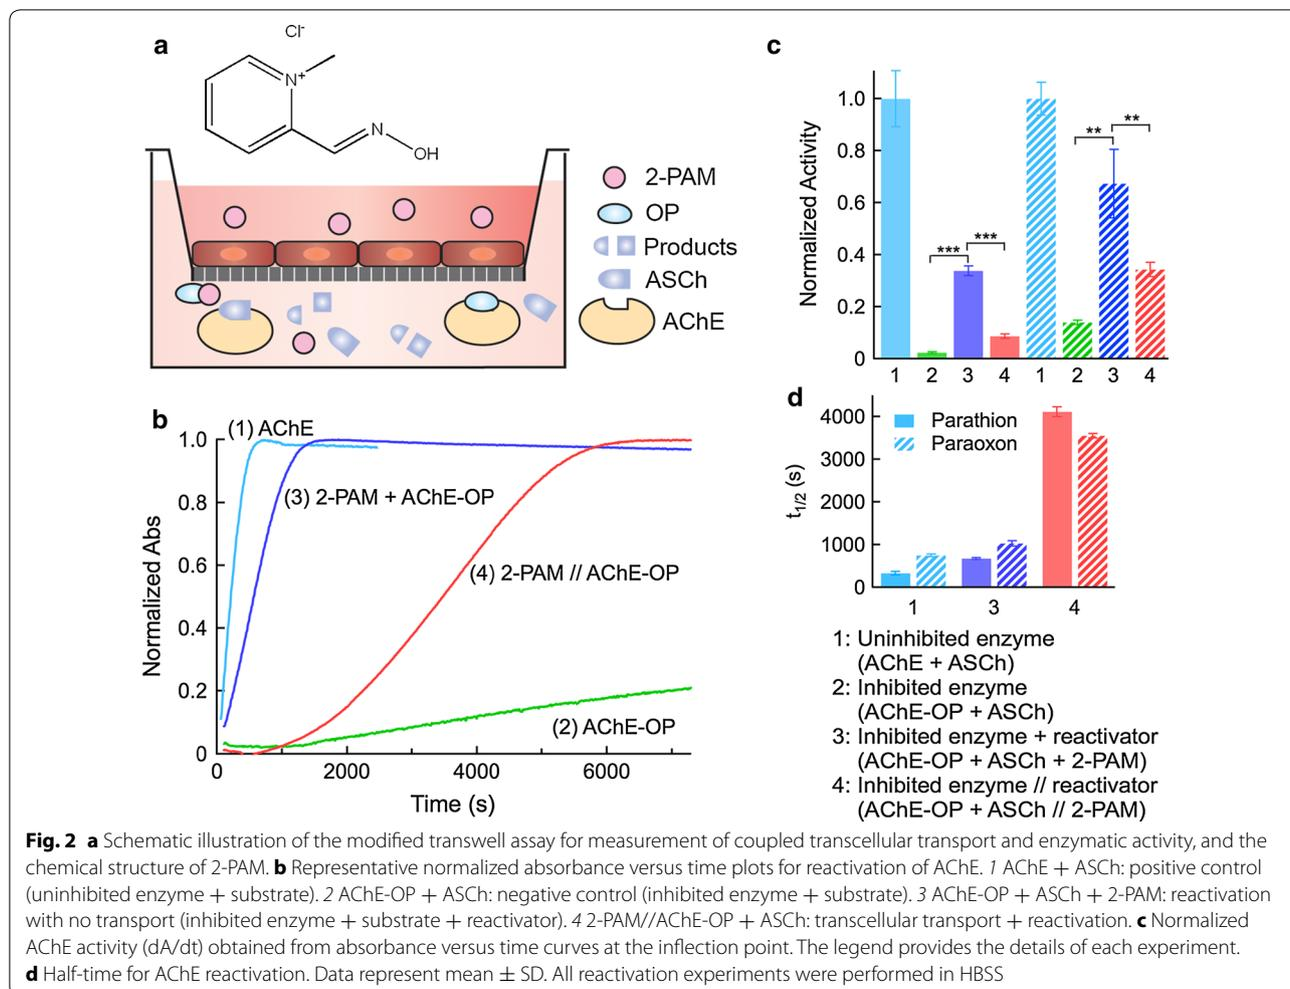 a
Cl-
N+
N
OH
2-PAM
OP
Products
ASCh
AChE
b
(1) AChE
(3) 2-PAM + AChE-OP
(4) 2-PAM // AChE-OP
(2) AChE-OP
Normalized Abs
1.0
0.8
0.6
0.4
0.2
0
0 2000 4000 6000
Time (s)
c
Normalized Activity
1.0
0.8
0.6
0.4
0.2
0
*** *** ** **
1 2 3 4 1 2 3 4
d
Parathion
Paraoxon
t1/2 (s)
4000
3000
2000
1000
0
1 3 4
1: Uninhibited enzyme
(AChE + ASCh)
2: Inhibited enzyme
(AChE-OP + ASCh)
3: Inhibited enzyme + reactivator
(AChE-OP + ASCh + 2-PAM)
4: Inhibited enzyme // reactivator
(AChE-OP + ASCh // 2-PAM)
Fig. 2 a Schematic illustration of the modified transwell assay for measurement of coupled transcellular transport and enzymatic activity, and the
chemical structure of 2-PAM. b Representative normalized absorbance versus time plots for reactivation of AChE. 1 AChE + ASCh: positive control
(uninhibited enzyme + substrate). 2 AChE-OP + ASCh: negative control (inhibited enzyme + substrate). 3 AChE-OP + ASCh + 2-PAM: reactivation
with no transport (inhibited enzyme + substrate + reactivator). 4 2-PAM//AChE-OP + ASCh: transcellular transport + reactivation. c Normalized
AChE activity (dA/dt) obtained from absorbance versus time curves at the inflection point. The legend provides the details of each experiment.
d Half-time for AChE reactivation. Data represent mean ± SD. All reactivation experiments were performed in HBSS